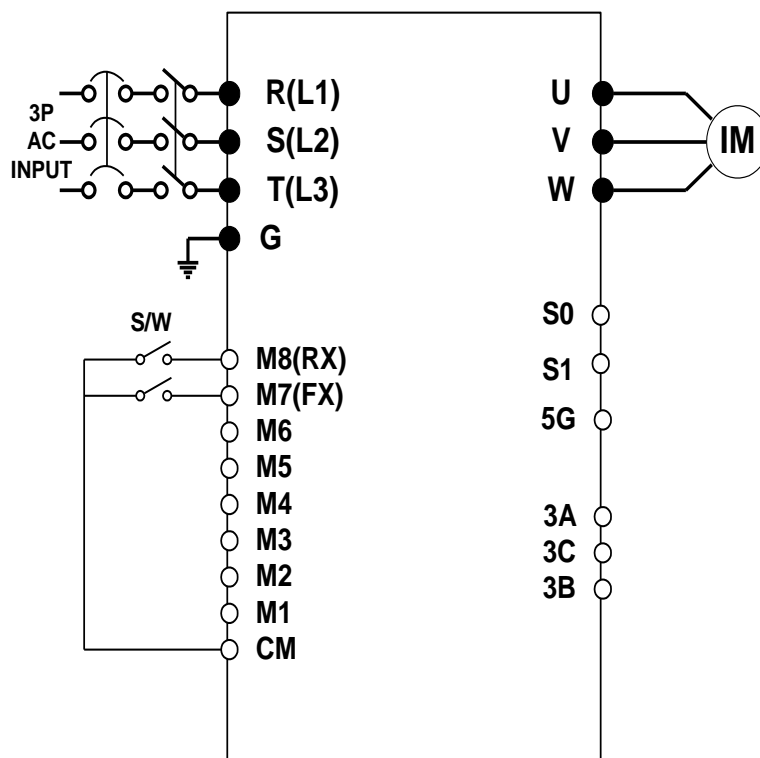 R(L1)
U
3P
AC
INPUT
S(L2)
V
IM
T(L3)
W
G
S0
S/W
M8(RX)
S1
M7(FX)
5G
M6
M5
M4
3A
M3
3C
M2
3B
M1
CM